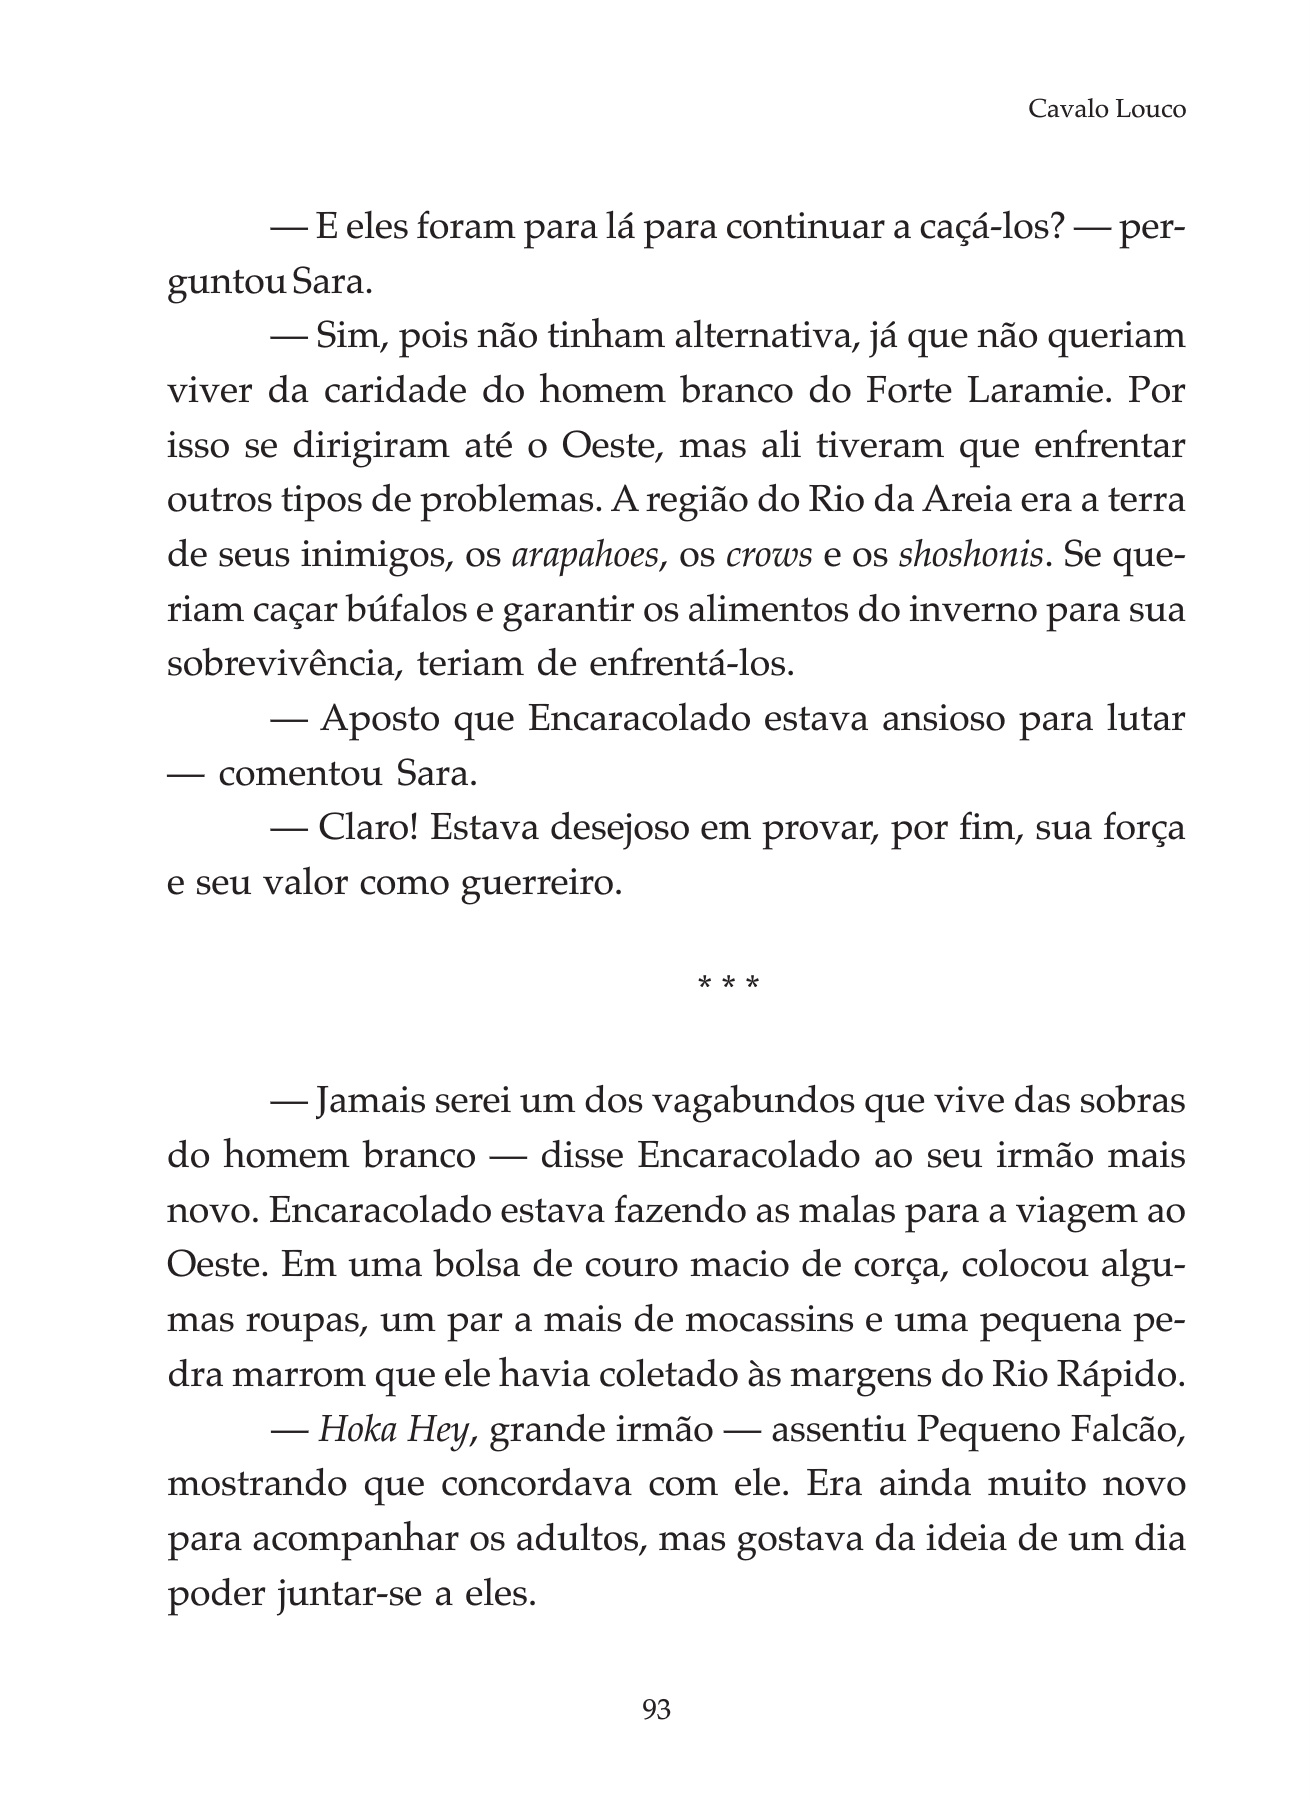 Cavalo Louco
— E eles foram para lá para continuar a caçá-los? — per-
guntou Sara.
— Sim, pois não tinham alternativa, já que não queriam
viver da caridade do homem branco do Forte Laramie. Por
isso se dirigiram até o Oeste, mas ali tiveram que enfrentar
outros tipos de problemas. A região do Rio da Areia era a terra
de seus inimigos, os arapahoes, os crows e os shoshonis. Se que-
riam caçar búfalos e garantir os alimentos do inverno para sua
sobrevivência, teriam de enfrentá-los.
— Aposto que Encaracolado estava ansioso para lutar
— comentou Sara.
— Claro! Estava desejoso em provar, por fim, sua força
e seu valor como guerreiro.
* * *
— Jamais serei um dos vagabundos que vive das sobras
do homem branco — disse Encaracolado ao seu irmão mais
novo. Encaracolado estava fazendo as malas para a viagem ao
Oeste. Em uma bolsa de couro macio de corça, colocou algu-
mas roupas, um par a mais de mocassins e uma pequena pe-
dra marrom que ele havia coletado às margens do Rio Rápido.
— Hoka Hey, grande irmão — assentiu Pequeno Falcão,
mostrando que concordava com ele. Era ainda muito novo
para acompanhar os adultos, mas gostava da ideia de um dia
poder juntar-se a eles.
93